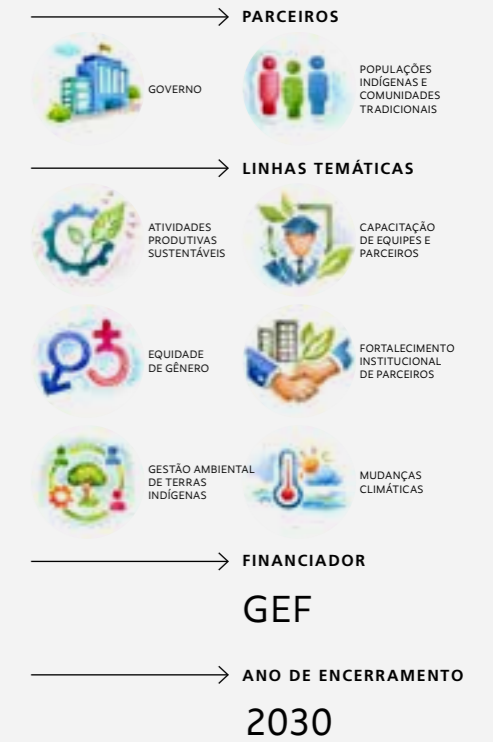 PARCEIROS
GOVERNO
POPULAÇÕES
INDÍGENAS E
COMUNIDADES
TRADICIONAIS
LINHAS TEMÁTICAS
ATIVIDADES
PRODUTIVAS
SUSTENTÁVEIS
CAPACITAÇÃO
DE EQUIPES E
PARCEIROS
EQUIDADE
DE GÊNERO
FORTALECIMENTO
INSTITUCIONAL
DE PARCEIROS
GESTÃO AMBIENTAL
DE TERRAS
INDÍGENAS
MUDANÇAS
CLIMÁTICAS
FINANCIADOR
GEF
ANO DE ENCERRAMENTO
2030